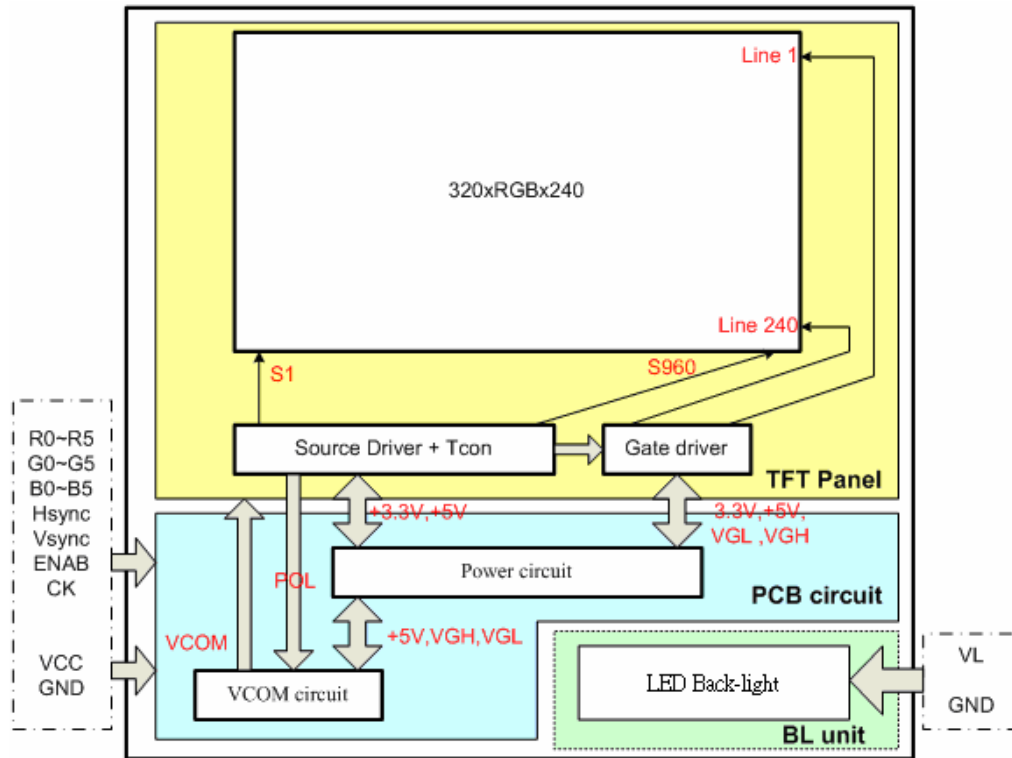 Line 1
320xRGBx240
Line 240
S1
S960
Source Driver + Tcon
Gate driver
TFT Panel
R0~R5
G0~G5
B0~B5
Hsync
Vsync
ENAB
CK
VCC
GND
+3.3V,+5V
3.3V,+5V,
VGL ,VGH
POL
Power circuit
PCB circuit
VCOM
+5V,VGH,VGL
VCOM circuit
LED Back-light
BL unit
VL
GND